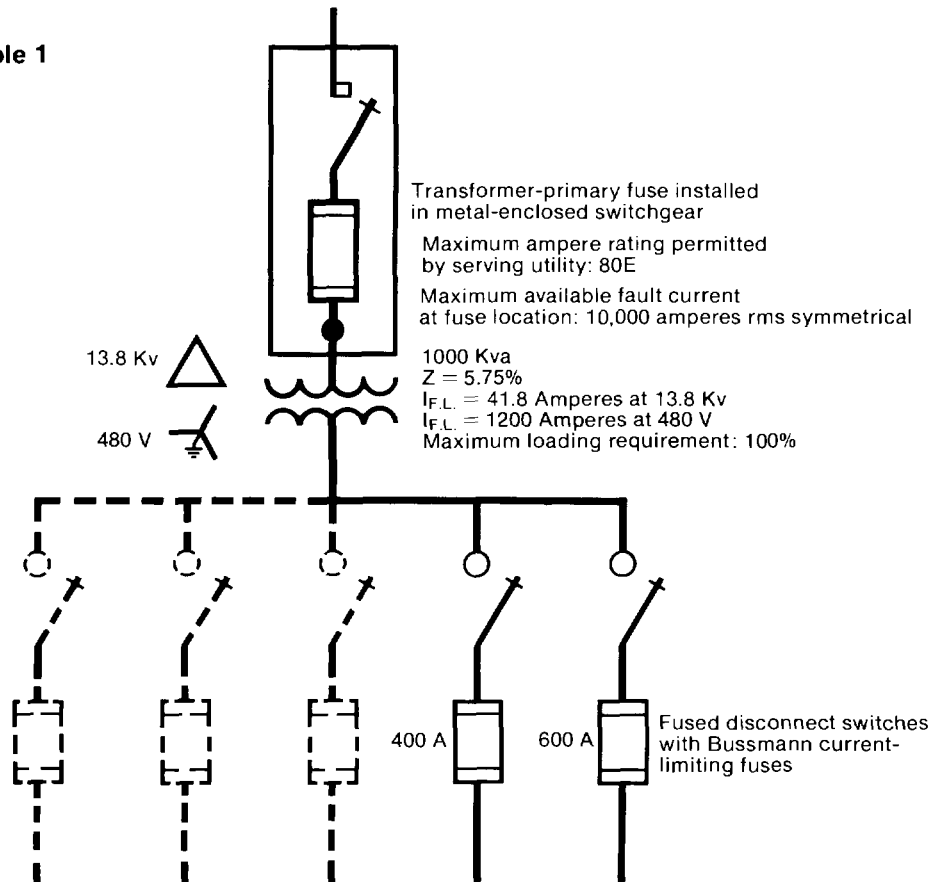 ple 1
Transformer-primary fuse installed
in metal-enclosed switchgear
Maximum ampere rating permitted
by serving utility: 80E
Maximum available fault current
at fuse location: 10,000 amperes rms symmetrical
13.8 Kv
1000 Kva
Z = 5.75%
I_F.L. = 41.8 Amperes at 13.8 Kv
480 V
I_F.L. = 1200 Amperes at 480 V
Maximum loading requirement: 100%
400 A
600 A
Fused disconnect switches
with Bussmann current-
limiting fuses